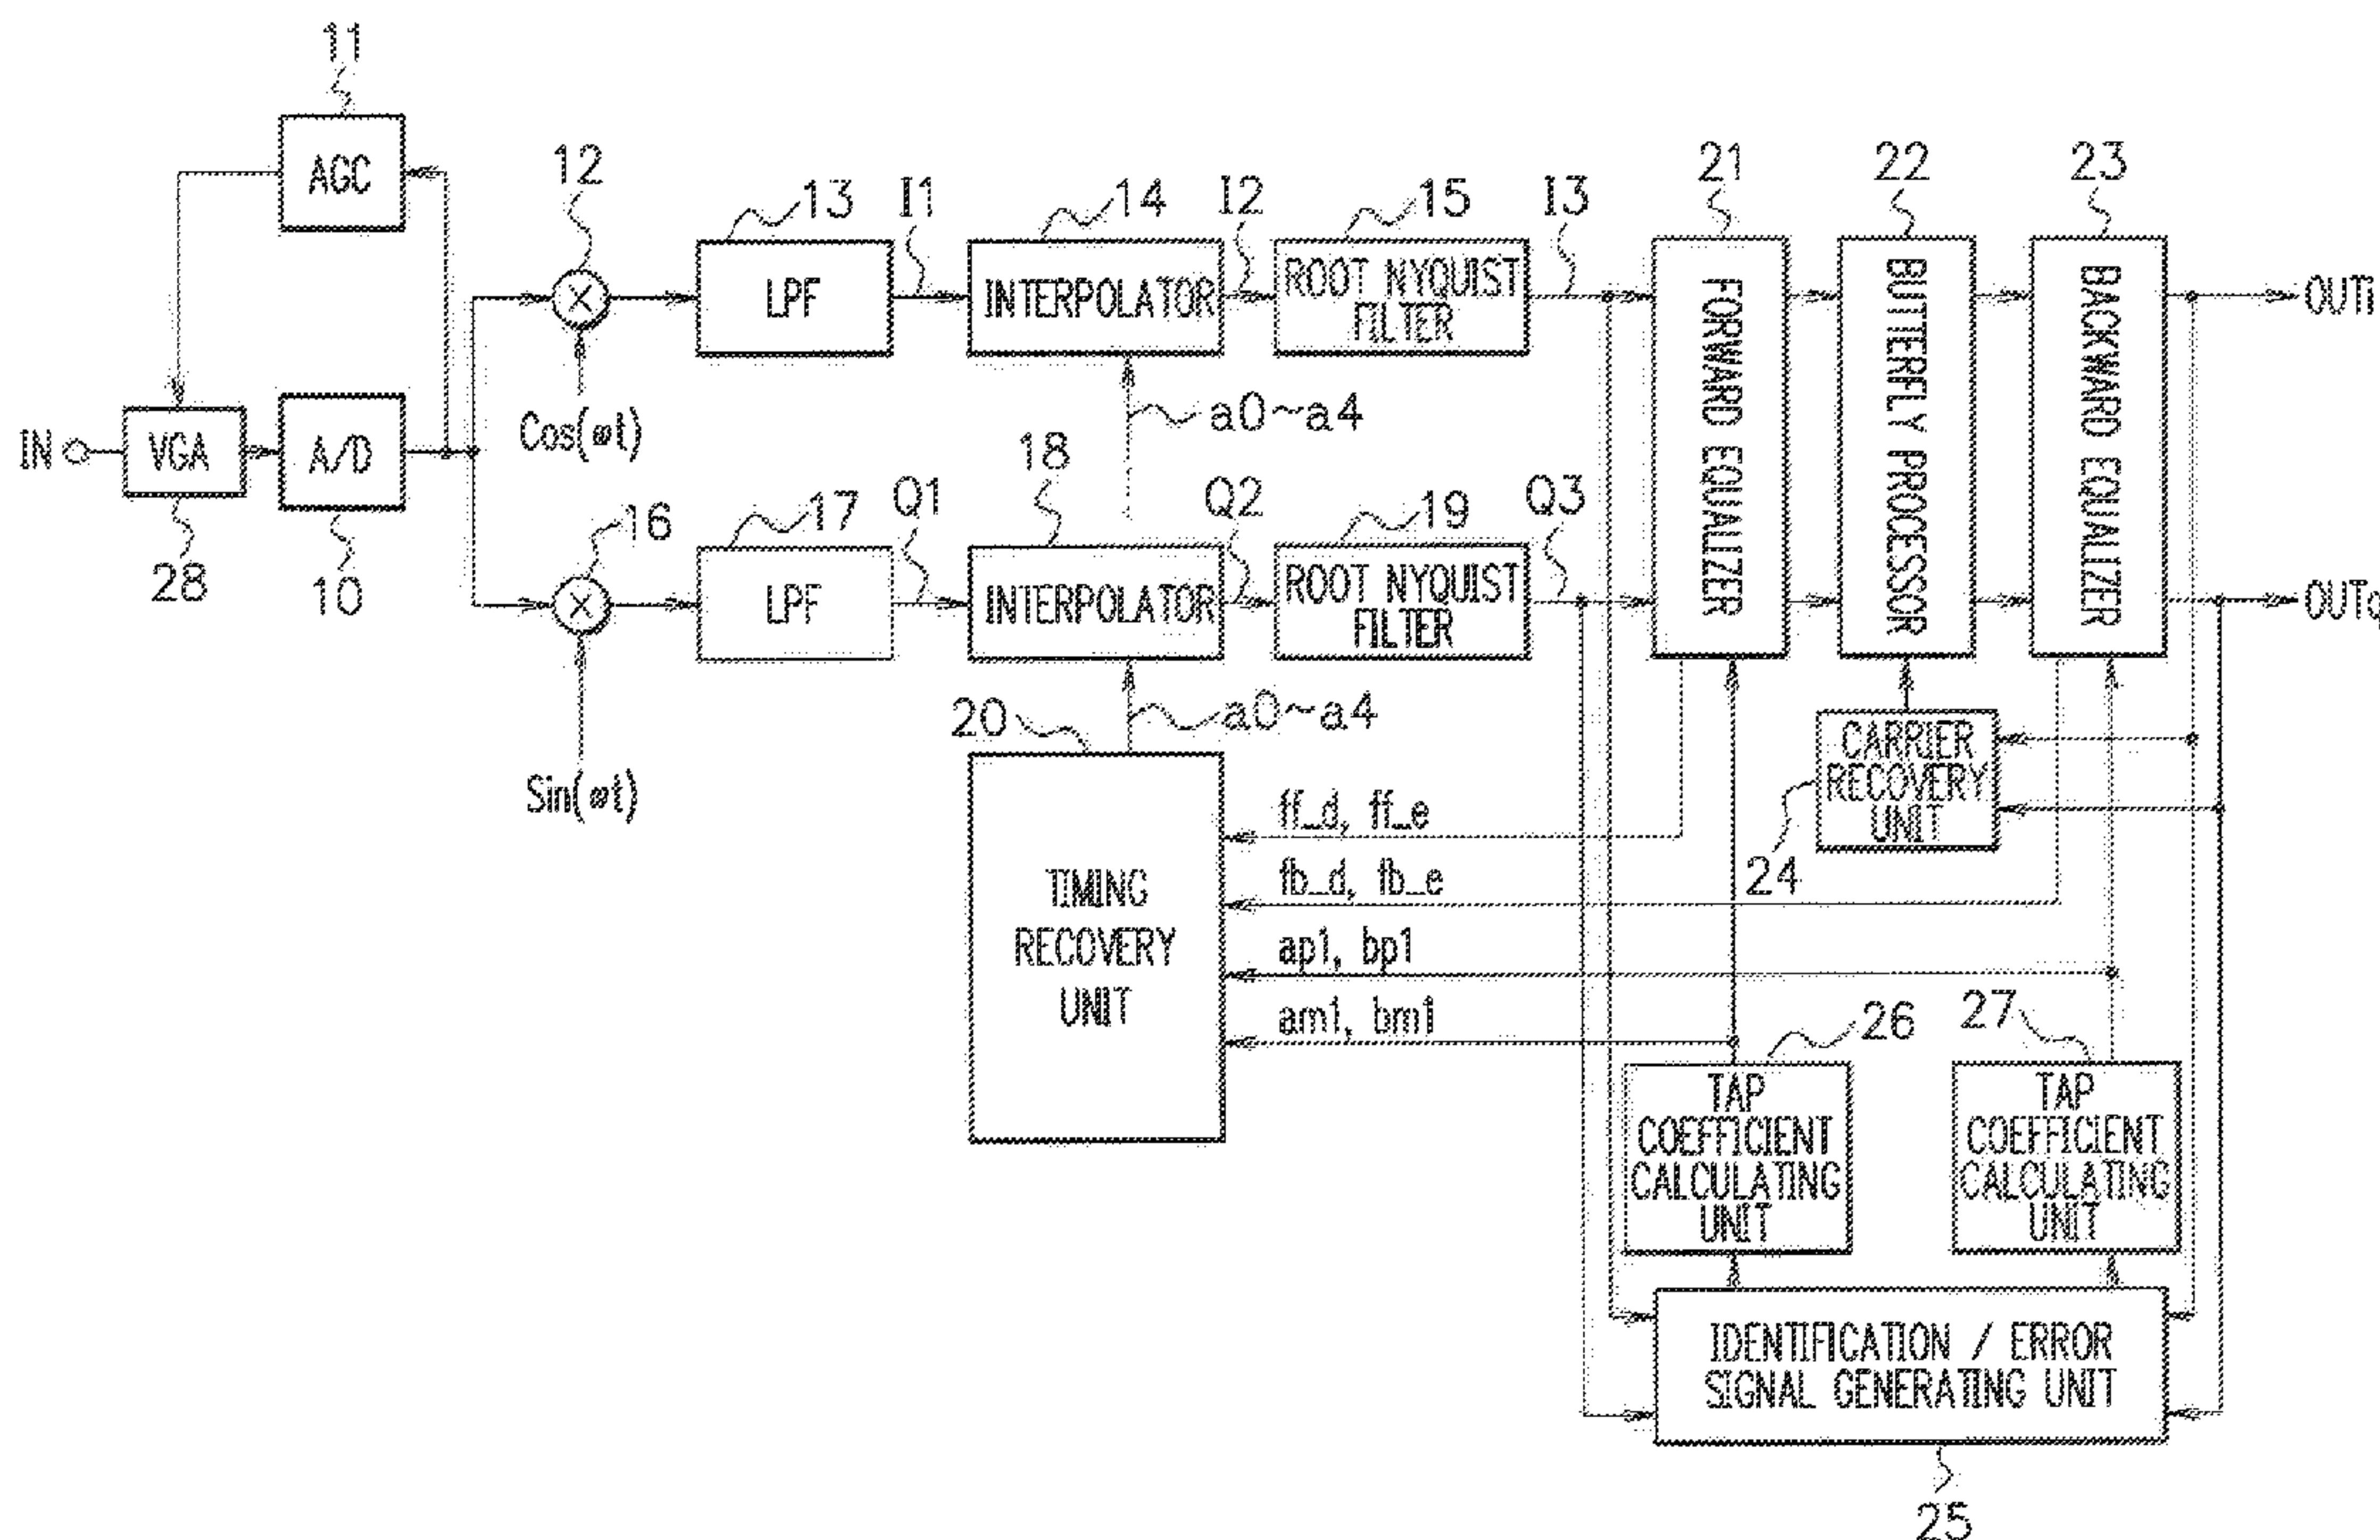 11
AGC
12
13
I1
14
I2
15
I3
21
22
23
LPF
INTERPOLATOR
ROOT NYQUIST
FILTER
FORWARD EQUALIZER
BUTTERFLY PROCESSOR
BACKWARD EQUALIZER
OUTi
Cos(ωt)
a0~a4
IN
VGA
A/D
28
10
16
17
Q1
18
Q2
19
Q3
LPF
INTERPOLATOR
ROOT NYQUIST
FILTER
OUTq
Sin(ωt)
20
a0~a4
CARRIER
RECOVERY
UNIT
24
TIMING
RECOVERY
UNIT
ff_d, ff_e
fb_d, fb_e
ap1, bp1
am1, bm1
26
27
TAP
COEFFICIENT
CALCULATING
UNIT
TAP
COEFFICIENT
CALCULATING
UNIT
IDENTIFICATION / ERROR
SIGNAL GENERATING UNIT
25